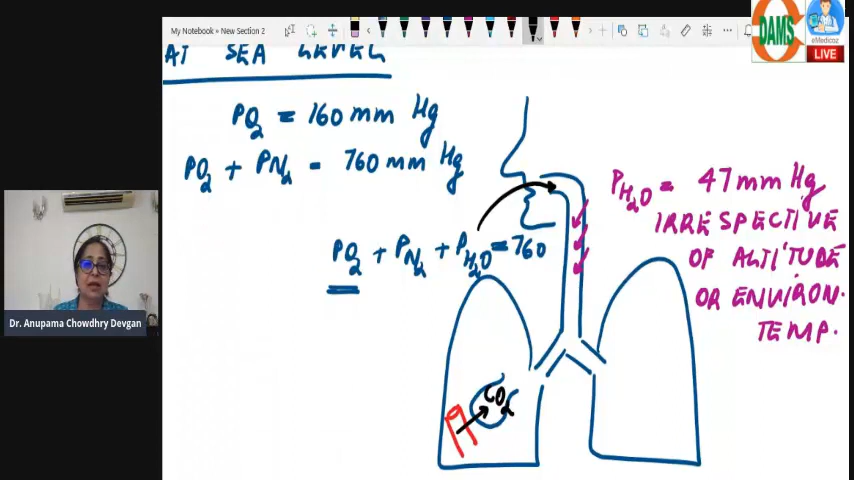 My Notebook » New Section 2
DAMS
eMedicoz
LIVE
AT SEA LEVEL
PO2 = 160 mm Hg
PO2 + PN2 = 760 mm Hg
PO2 + PN2 + PH2O = 760
PH2O = 47 mm Hg
IRRESPECTIVE
OF ALTITUDE
OR ENVIRON.
TEMP.
CO2
Dr. Anupama Chowdhry Devgan